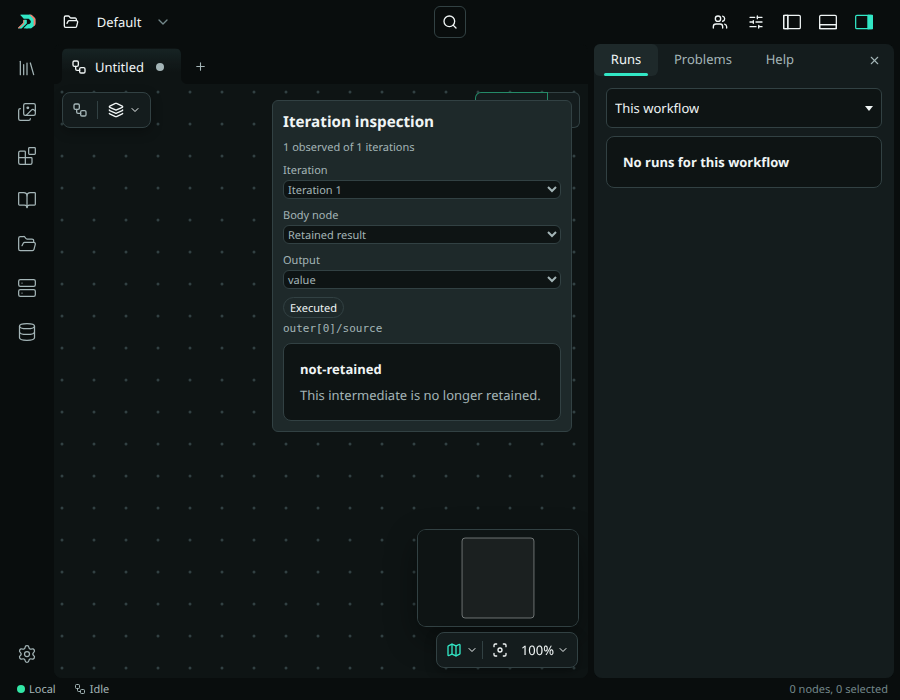 Default
Untitled
Iteration inspection
1 observed of 1 iterations
Iteration
Iteration 1
Body node
Retained result
Output
value
Executed
outer[0]/source
not-retained
This intermediate is no longer retained.
100%
Runs Problems Help
This workflow
No runs for this workflow
Local Idle
0 nodes, 0 selected